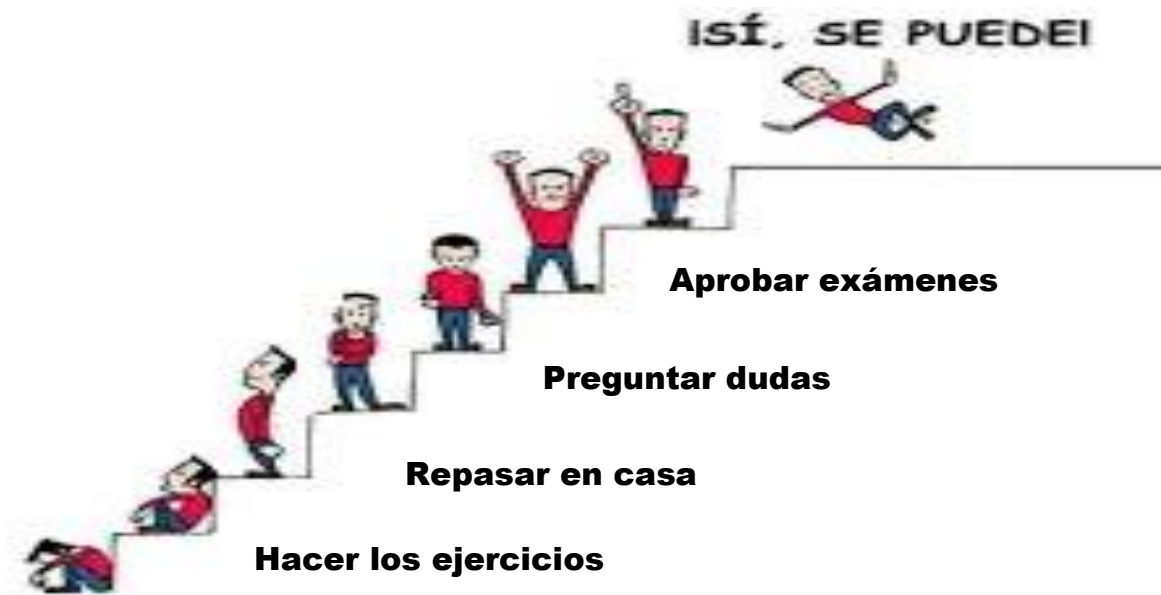 ¡SÍ, SE PUEDE!
Aprobar exámenes
Preguntar dudas
Repasar en casa
Hacer los ejercicios